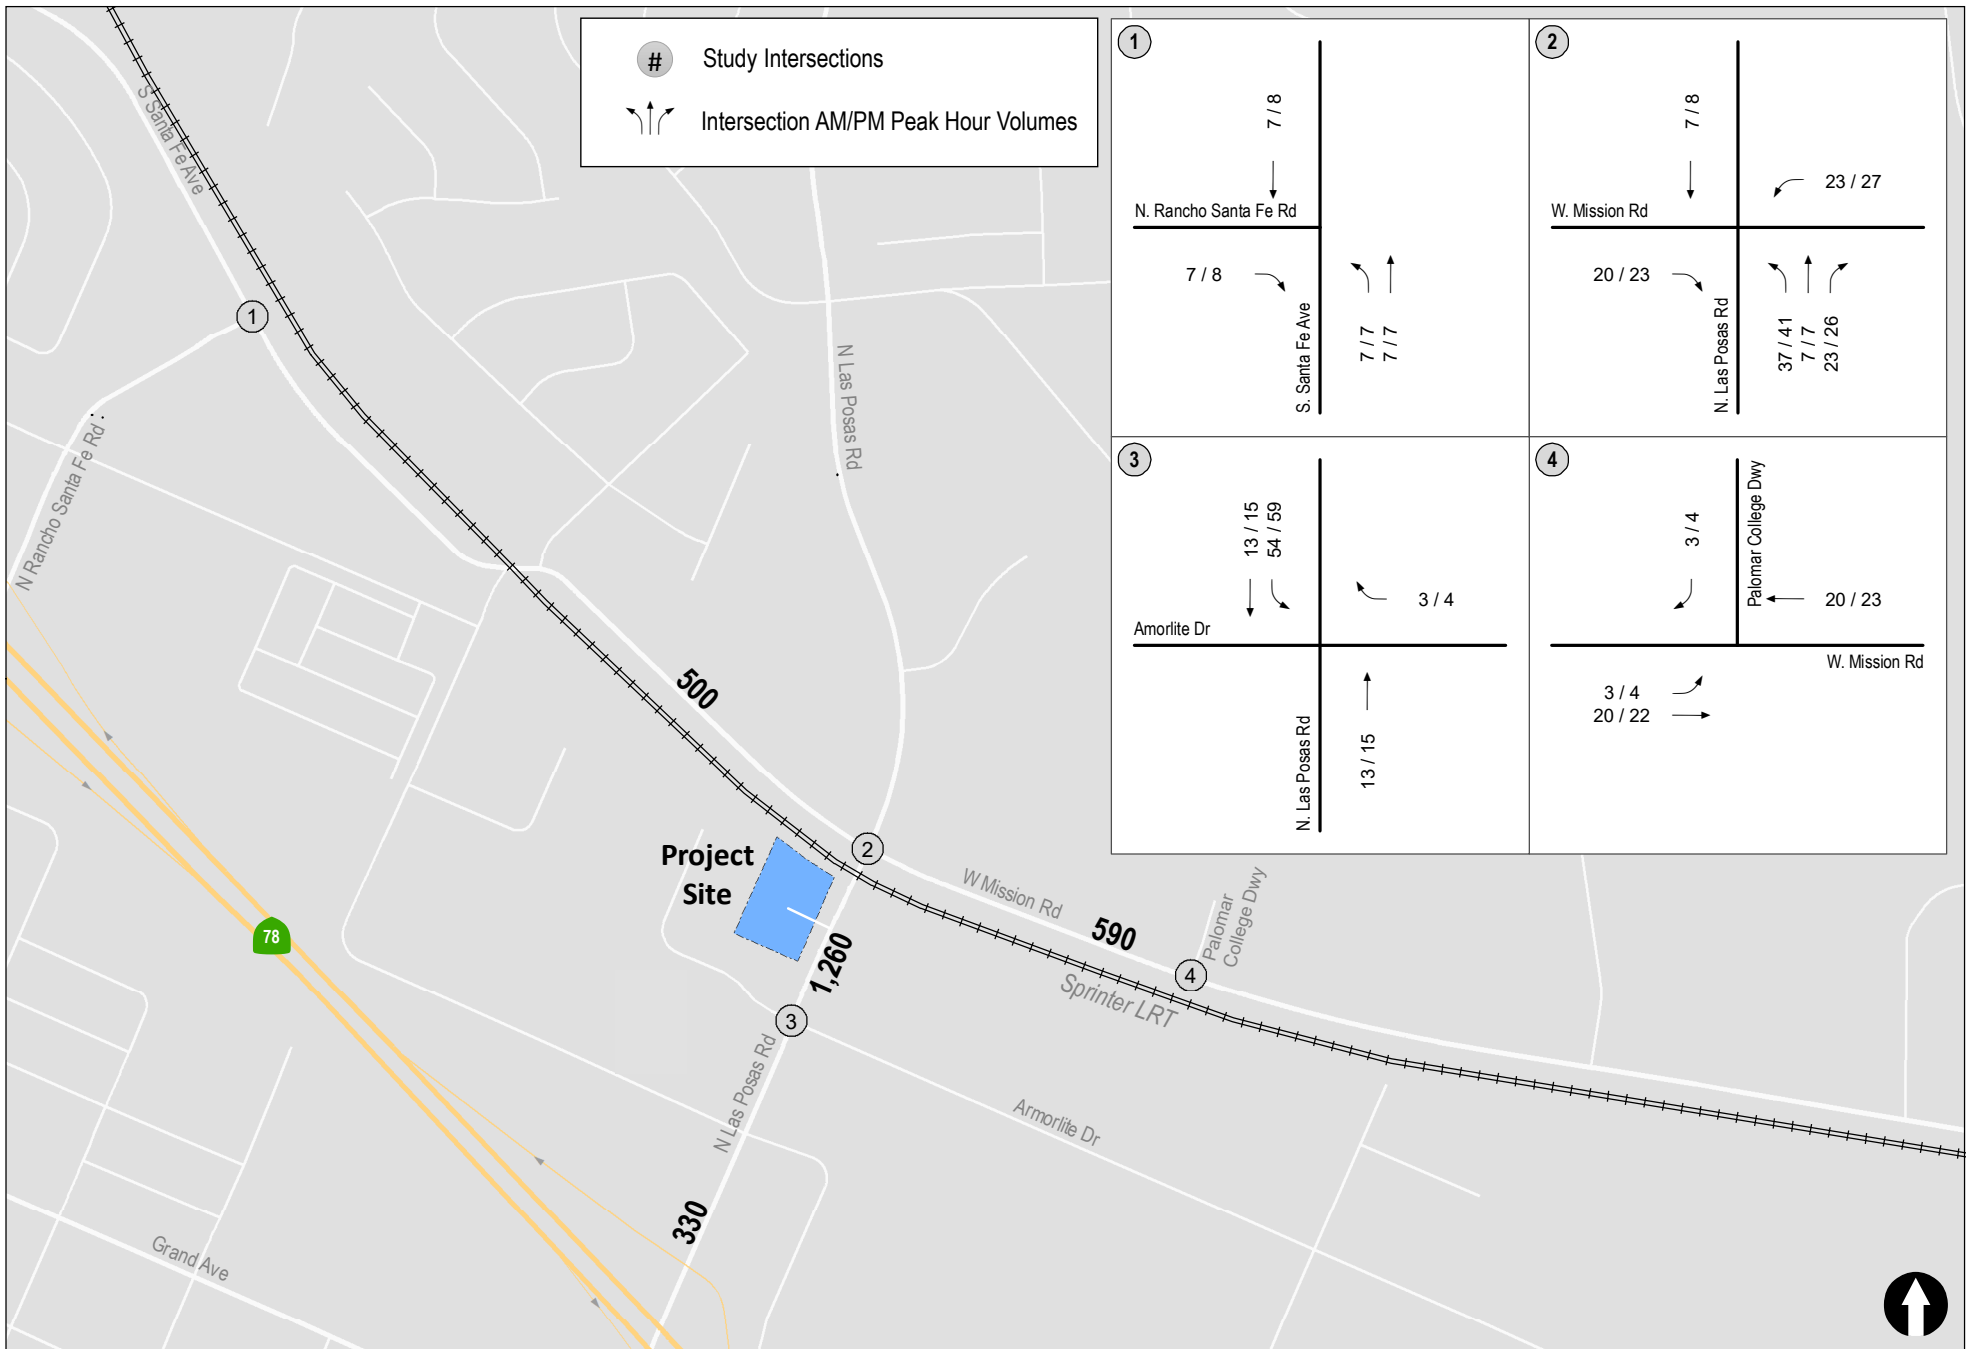 #
Study Intersections
Intersection AM/PM Peak Hour Volumes
1
7 / 8
N. Rancho Santa Fe Rd
7 / 8
S. Santa Fe Ave
7 / 7
7 / 7
2
7 / 8
23 / 27
W. Mission Rd
20 / 23
N. Las Posas Rd
37 / 41
7 / 7
23 / 26
3
13 / 15
54 / 59
3 / 4
Amorlite Dr
N. Las Posas Rd
13 / 15
4
3 / 4
Palomar College Dwy
20 / 23
W. Mission Rd
3 / 4
20 / 22
S Santa Fe Ave
1
N Rancho Santa Fe Rd
N Las Posas Rd
500
2
Project
Site
W Mission Rd
590
Palomar
College Dwy
4
Sprinter LRT
1,260
3
78
N Las Posas Rd
Armorlite Dr
330
Grand Ave